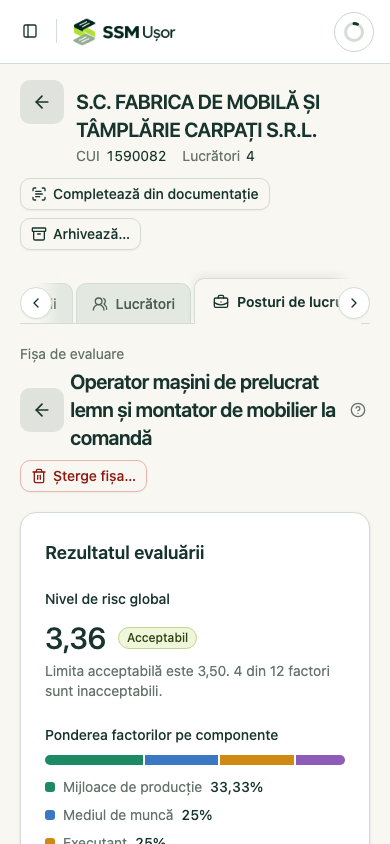 SSM Ușor
S.C. FABRICA DE MOBILĂ ȘI
TÂMPLĂRIE CARPAȚI S.R.L.
CUI 1590082 Lucrători 4
Completează din documentație
Arhivează...
Lucrători
Posturi de lucru
Fișa de evaluare
Operator mașini de prelucrat
lemn și montator de mobilier la
comandă
Șterge fișa...
Rezultatul evaluării
Nivel de risc global
3,36 Acceptabil
Limita acceptabilă este 3,50. 4 din 12 factori
sunt inacceptabili.
Ponderea factorilor pe componente
Mijloace de producție 33,33%
Mediul de muncă 25%
Executant 25%